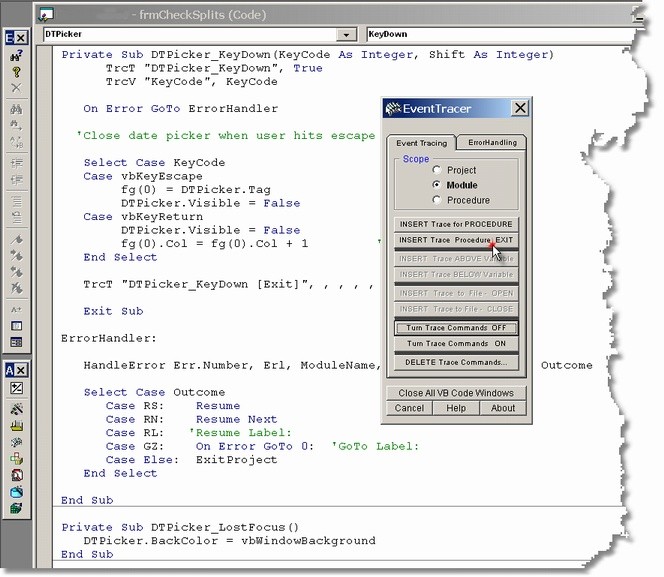 - frmCheckSplits (Code)
DTPicker
KeyDown
Private Sub DTPicker_KeyDown(KeyCode As Integer, Shift As Integer)
TrcT "DTPicker_KeyDown", True
TrcV "KeyCode", KeyCode
On Error GoTo ErrorHandler
'Close date picker when user hits escape
Select Case KeyCode
Case vbKeyEscape
fg(0) = DTPicker.Tag
DTPicker.Visible = False
Case vbKeyReturn
DTPicker.Visible = False
fg(0).Col = fg(0).Col + 1 '
End Select
TrcT "DTPicker_KeyDown [Exit]", , , , ,
Exit Sub
ErrorHandler:
HandleError Err.Number, Erl, ModuleName, Outcome
Select Case Outcome
Case RS: Resume
Case RN: Resume Next
Case RL: 'Resume Label:
Case GZ: On Error GoTo 0: 'GoTo Label:
Case Else: ExitProject
End Select
End Sub
Private Sub DTPicker_LostFocus()
DTPicker.BackColor = vbWindowBackground
End Sub
E
A
EventTracer
Event Tracing
ErrorHandling
Scope
Project
Module
Procedure
INSERT Trace for PROCEDURE
INSERT Trace Procedure EXIT
INSERT Trace ABOVE Variable
INSERT Trace BELOW Variable
INSERT Trace to File - OPEN
INSERT Trace to File - CLOSE
Turn Trace Commands OFF
Turn Trace Commands ON
DELETE Trace Commands...
Close All VB Code Windows
Cancel
Help
About